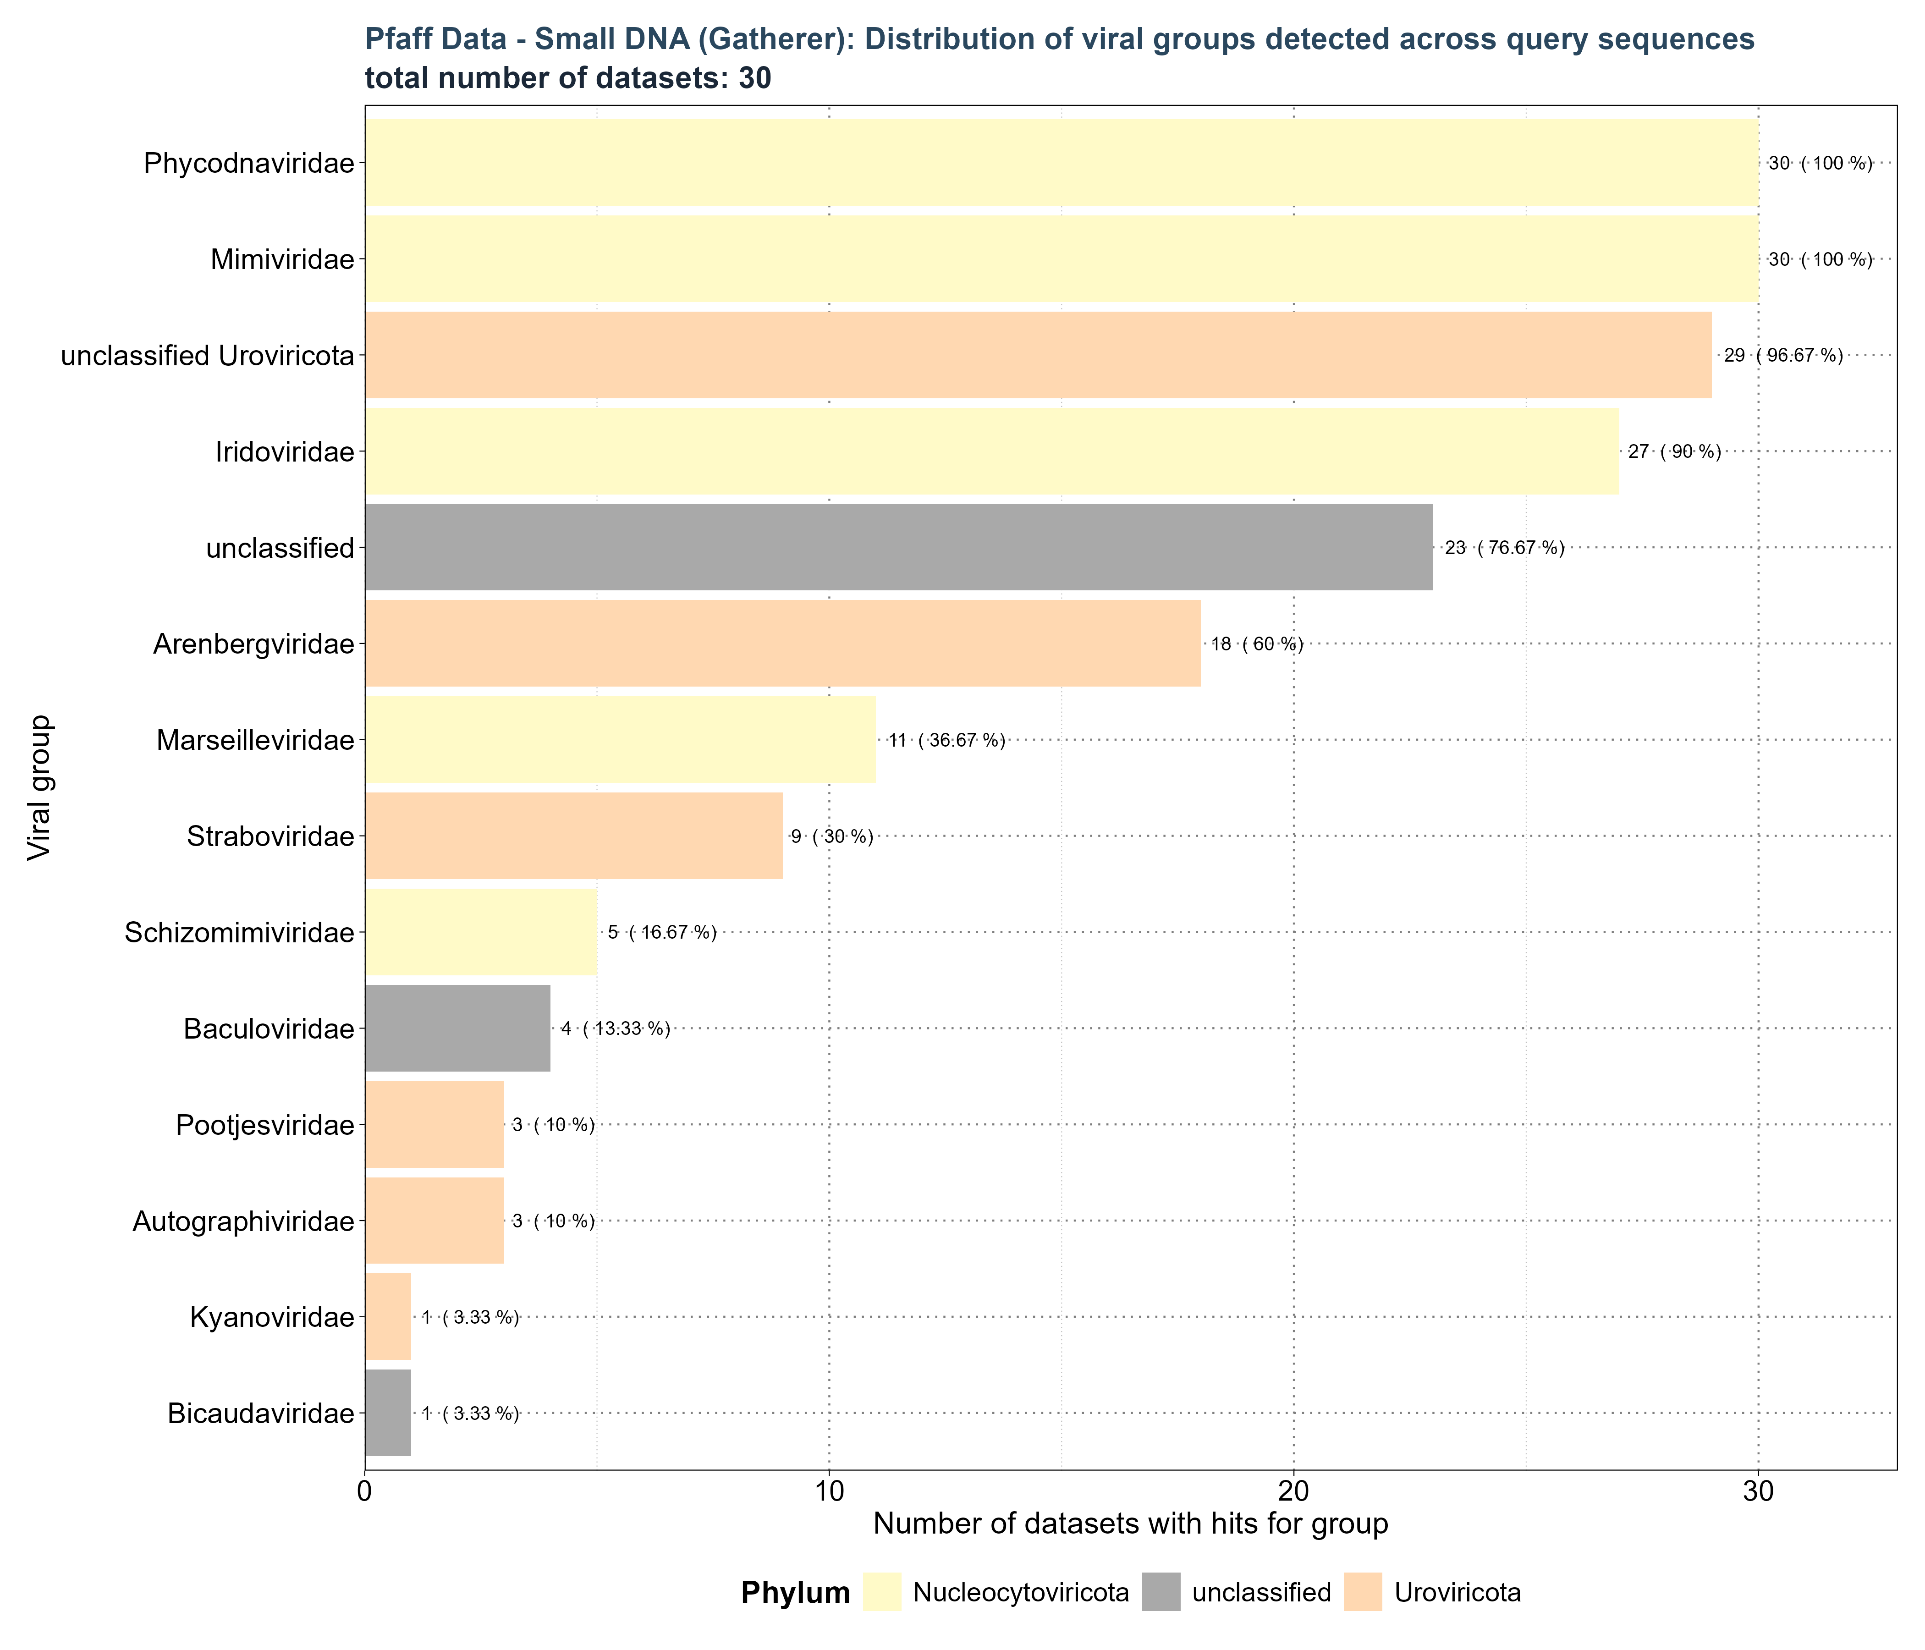 Pfaff Data - Small DNA (Gatherer): Distribution of viral groups detected across query sequences
total number of datasets: 30
Viral group
Phycodnaviridae
30 ( 100 %)
Mimiviridae
30 ( 100 %)
unclassified Uroviricota
29 ( 96.67 %)
Iridoviridae
27 ( 90 %)
unclassified
23 ( 76.67 %)
Arenbergviridae
18 ( 60 %)
Marseilleviridae
11 ( 36.67 %)
Straboviridae
9 ( 30 %)
Schizomimiviridae
5 ( 16.67 %)
Baculoviridae
4 ( 13.33 %)
Pootjesviridae
3 ( 10 %)
Autographiviridae
3 ( 10 %)
Kyanoviridae
1 ( 3.33 %)
Bicaudaviridae
1 ( 3.33 %)
0 10 20 30
Number of datasets with hits for group
Phylum Nucleocytoviricota unclassified Uroviricota